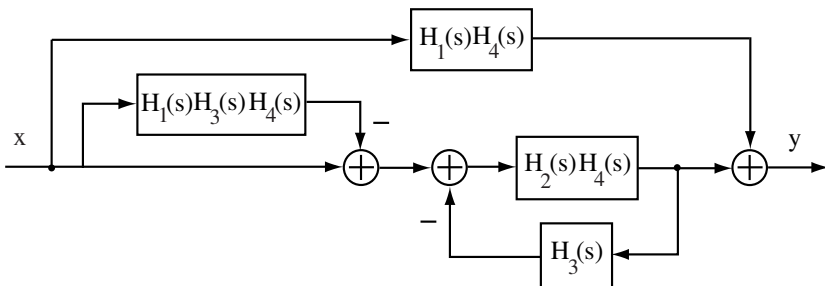 H₁(s)H₄(s)
H₁(s)H₃(s)H₄(s)
−
x
y
H₂(s)H₄(s)
−
H₃(s)